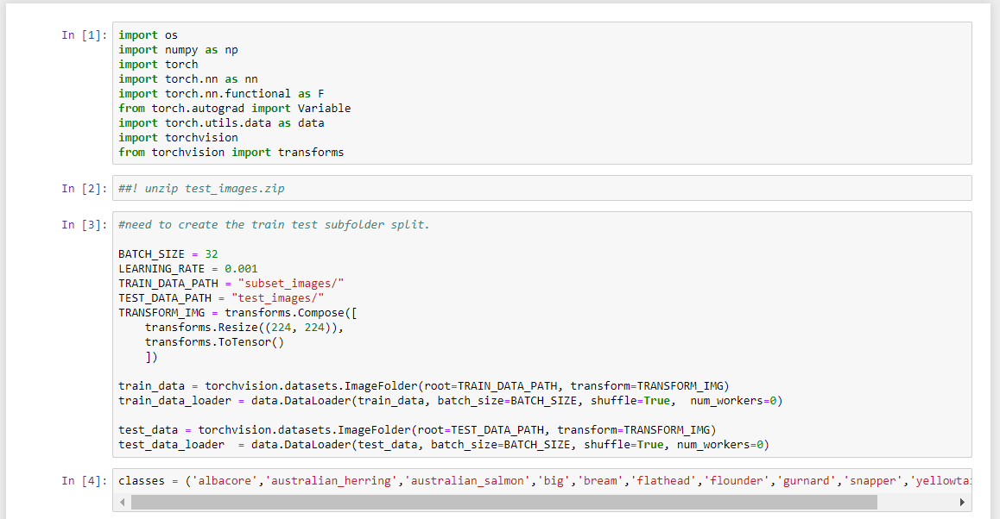 In [1]:
import os
import numpy as np
import torch
import torch.nn as nn
import torch.nn.functional as F
from torch.autograd import Variable
import torch.utils.data as data
import torchvision
from torchvision import transforms
In [2]:
##! unzip test_images.zip
In [3]:
#need to create the train test subfolder split.
BATCH_SIZE = 32
LEARNING_RATE = 0.001
TRAIN_DATA_PATH = "subset_images/"
TEST_DATA_PATH = "test_images/"
TRANSFORM_IMG = transforms.Compose([
    transforms.Resize((224, 224)),
    transforms.ToTensor()
    ])
train_data = torchvision.datasets.ImageFolder(root=TRAIN_DATA_PATH, transform=TRANSFORM_IMG)
train_data_loader = data.DataLoader(train_data, batch_size=BATCH_SIZE, shuffle=True,  num_workers=0)
test_data = torchvision.datasets.ImageFolder(root=TEST_DATA_PATH, transform=TRANSFORM_IMG)
test_data_loader  = data.DataLoader(test_data, batch_size=BATCH_SIZE, shuffle=True, num_workers=0)
In [4]:
classes = ('albacore','australian_herring','australian_salmon','big','bream','flathead','flounder','gurnard','snapper','yellowtai